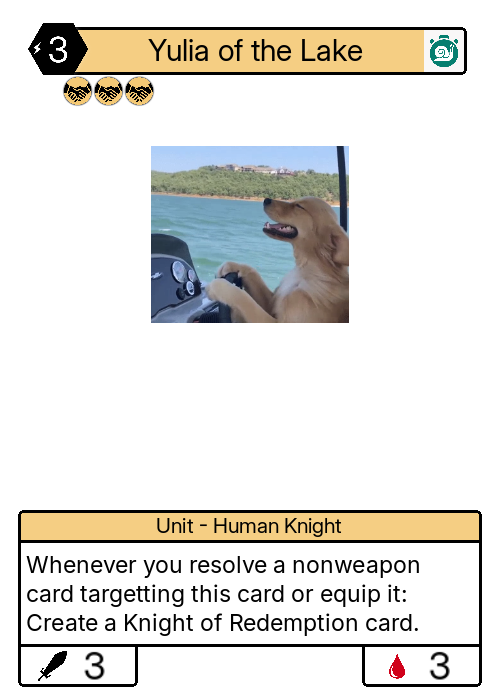 3
Yulia of the Lake
Unit - Human Knight
Whenever you resolve a nonweapon
card targetting this card or equip it:
Create a Knight of Redemption card.
3
3